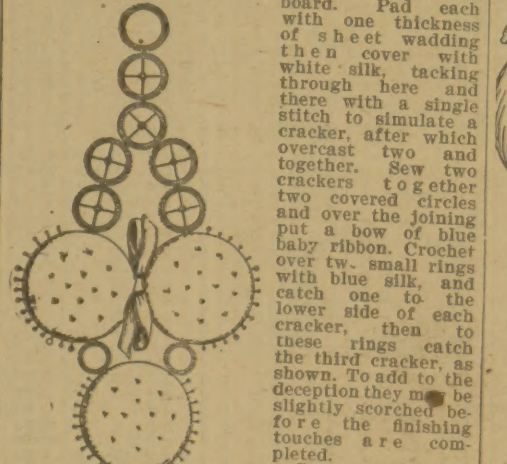 board. Pad each
with one thickness
of sheet wadding
then cover with
white silk, tacking
through here and
there with a single
stitch to simulate a
cracker, after which
overcast two and
together. Sew two
crackers together
two covered circles
and over the joining
put a bow of blue
baby ribbon. Crochet
over small rings
with blue silk, and
catch one to the
lower side of each
cracker, then to
these rings catch
the third cracker, as
shown. To add to the
deception they be
slightly scorched be-
fore the finishing
touches are com-
pleted.